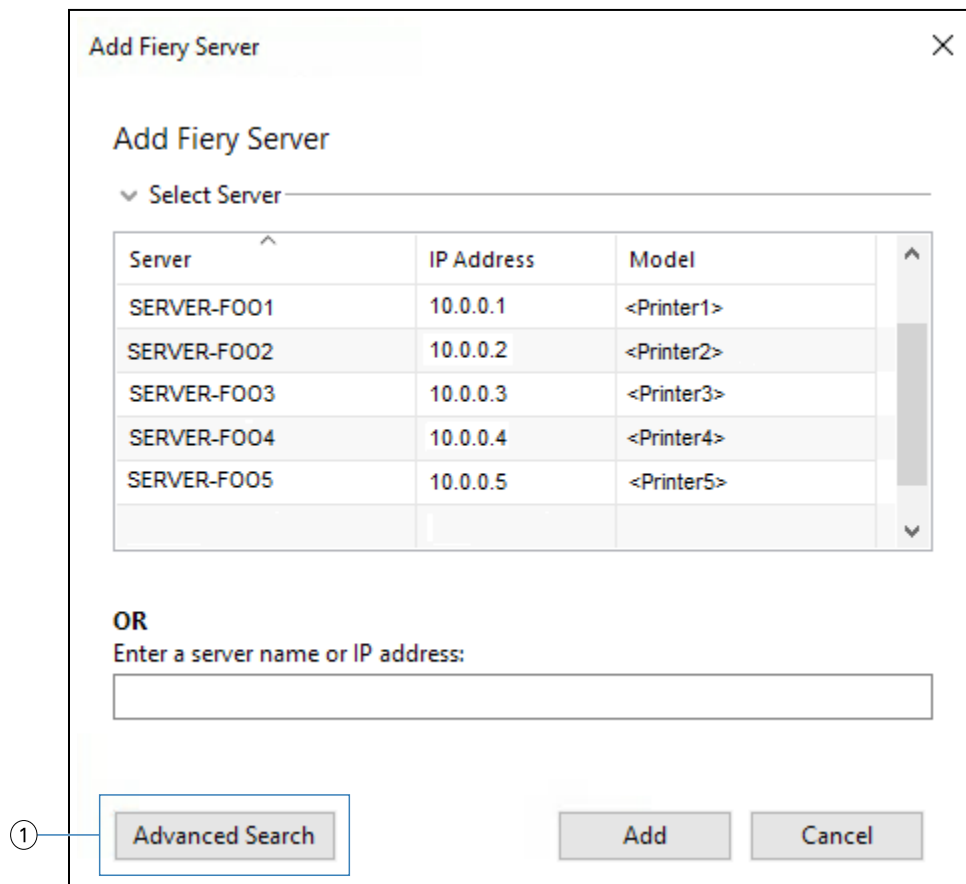 Add Fiery Server
Add Fiery Server
Select Server
Server IP Address Model
SERVER-FOO1 10.0.0.1 <Printer1>
SERVER-FOO2 10.0.0.2 <Printer2>
SERVER-FOO3 10.0.0.3 <Printer3>
SERVER-FOO4 10.0.0.4 <Printer4>
SERVER-FOO5 10.0.0.5 <Printer5>
OR
Enter a server name or IP address:
1 Advanced Search Add Cancel